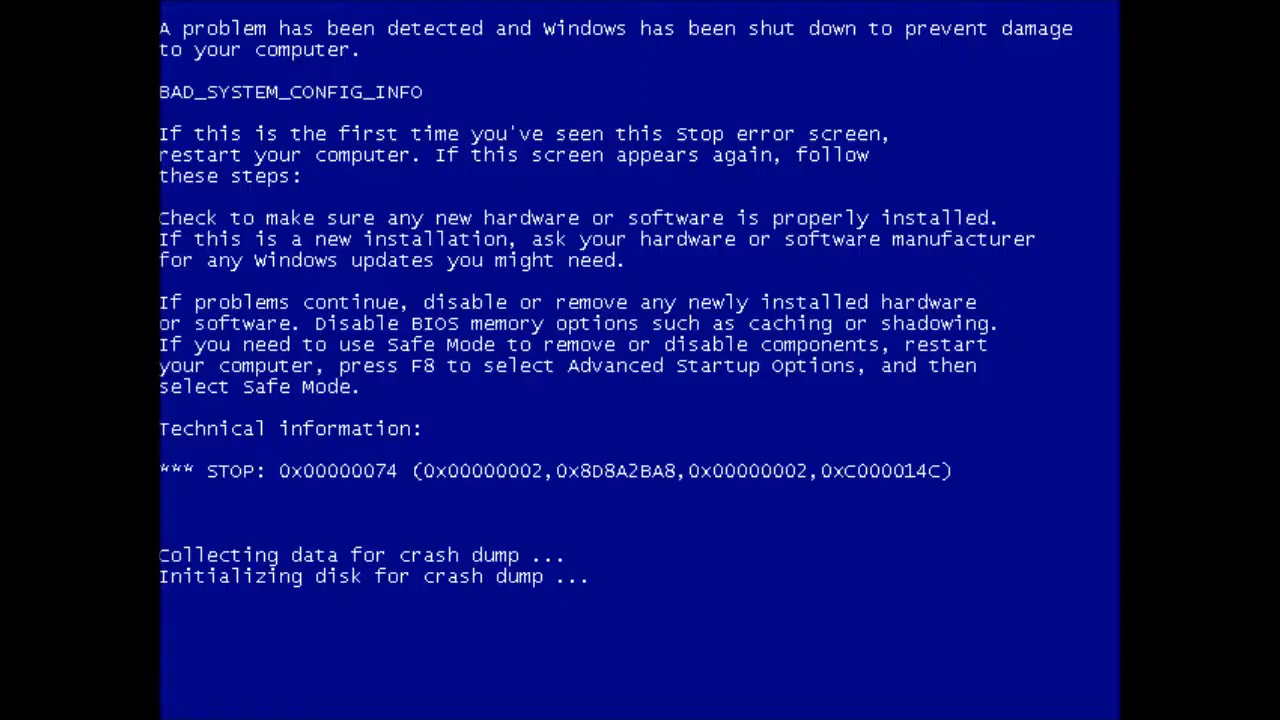 A problem has been detected and Windows has been shut down to prevent damage
to your computer.
BAD_SYSTEM_CONFIG_INFO
If this is the first time you've seen this Stop error screen,
restart your computer. If this screen appears again, follow
these steps:
Check to make sure any new hardware or software is properly installed.
If this is a new installation, ask your hardware or software manufacturer
for any Windows updates you might need.
If problems continue, disable or remove any newly installed hardware
or software. Disable BIOS memory options such as caching or shadowing.
If you need to use Safe Mode to remove or disable components, restart
your computer, press F8 to select Advanced Startup Options, and then
select Safe Mode.
Technical information:
*** STOP: 0x00000074 (0x00000002,0x8D8A2BA8,0x00000002,0xC000014C)
Collecting data for crash dump ...
Initializing disk for crash dump ...